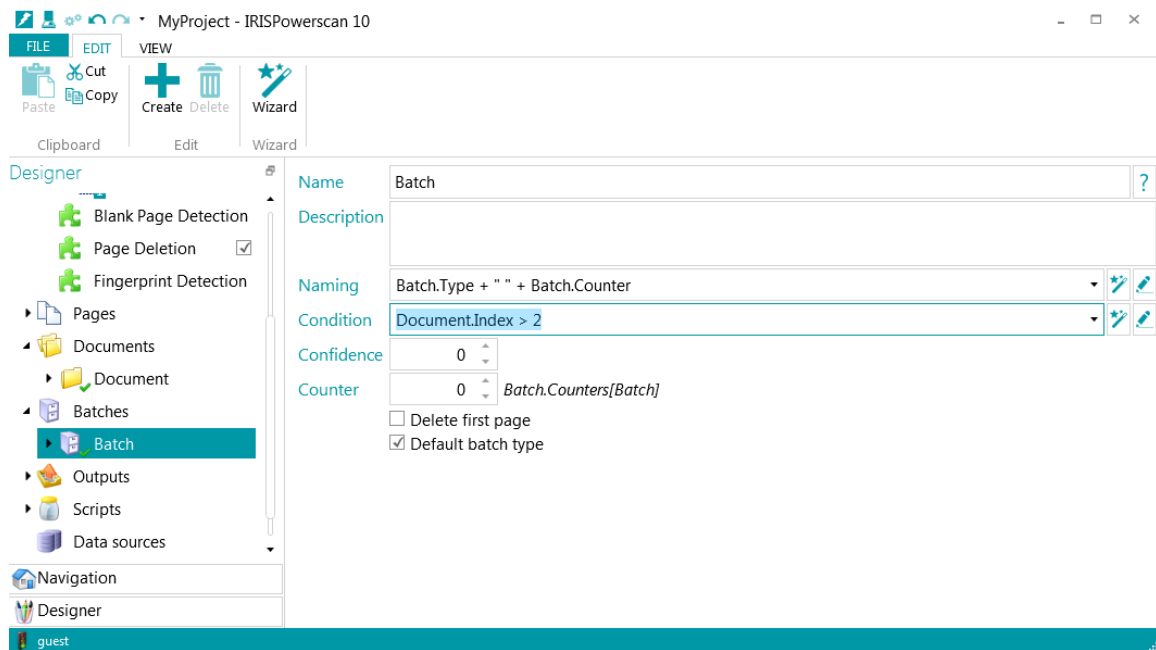 MyProject - IRISPowerscan 10
FILE EDIT VIEW
Cut
Copy
Paste
Create Delete
Wizard
Clipboard Edit Wizard
Designer
Blank Page Detection
Page Deletion
Fingerprint Detection
Pages
Documents
Document
Batches
Batch
Outputs
Scripts
Data sources
Navigation
Designer
guest
Name Batch ?
Description
Naming Batch.Type + " " + Batch.Counter
Condition Document.Index > 2
Confidence 0
Counter 0 Batch.Counters[Batch]
Delete first page
Default batch type